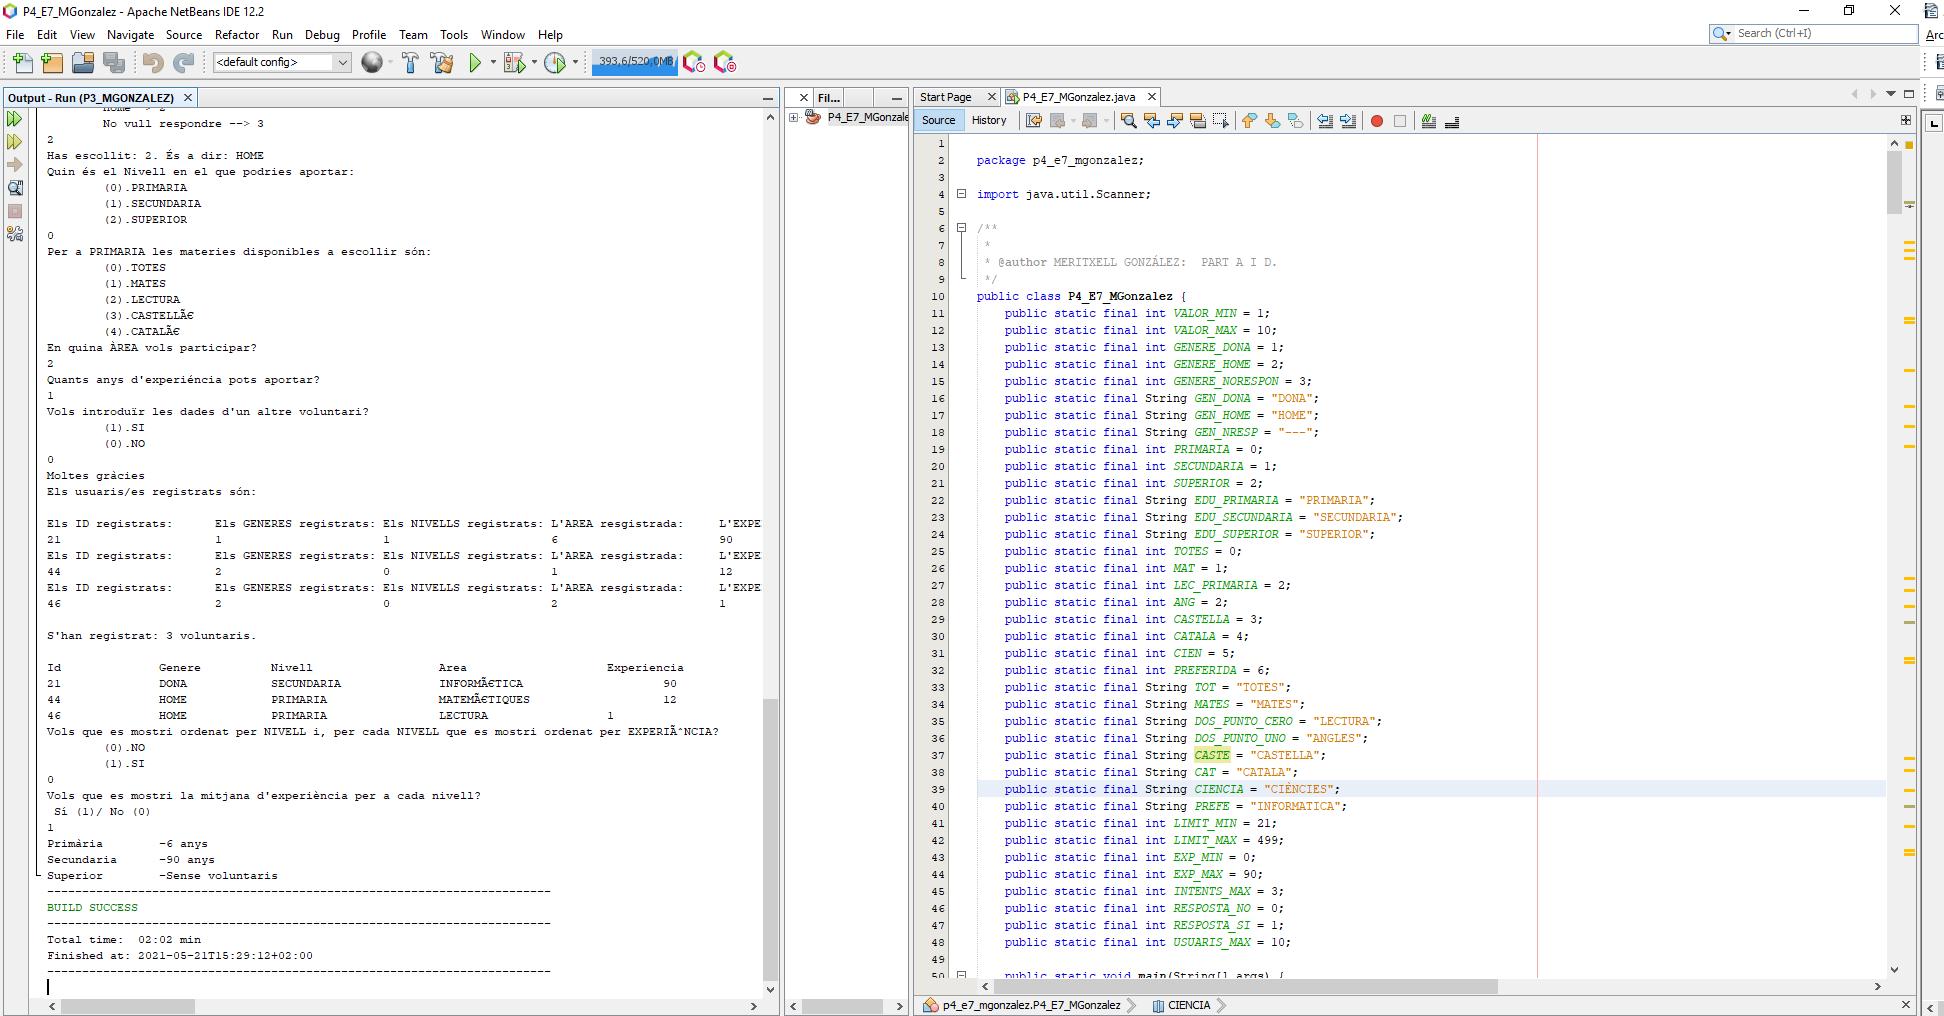 P4_E7_MGonzalez - Apache NetBeans IDE 12.2
File Edit View Navigate Source Refactor Run Debug Profile Team Tools Window Help
Search (Ctrl+I)
Arc
<default config>
393,6/520,0MB
Output - Run (P3_MGONZALEZ)
No vull respondre --> 3
2
Has escollit: 2. És a dir: HOME
Quin és el Nivell en el que podries aportar:
(0).PRIMARIA
(1).SECUNDARIA
(2).SUPERIOR
0
Per a PRIMARIA les materies disponibles a escollir són:
(0).TOTES
(1).MATES
(2).LECTURA
(3).CASTELLÃ€
(4).CATALÃ€
En quina ÀREA vols participar?
2
Quants anys d'experiéncia pots aportar?
1
Vols introduïr les dades d'un altre voluntari?
(1).SI
(0).NO
0
Moltes gràcies
Els usuaris/es registrats són:
Els ID registrats: Els GENERES registrats: Els NIVELLS registrats: L'AREA resgistrada: L'EXPE
21 1 1 6 90
Els ID registrats: Els GENERES registrats: Els NIVELLS registrats: L'AREA resgistrada: L'EXPE
44 2 0 1 12
Els ID registrats: Els GENERES registrats: Els NIVELLS registrats: L'AREA resgistrada: L'EXPE
46 2 0 2 1
S'han registrat: 3 voluntaris.
Id Genere Nivell Area Experiencia
21 DONA SECUNDARIA INFORMÃ€TICA 90
44 HOME PRIMARIA MATEMÃ€TIQUES 12
46 HOME PRIMARIA LECTURA 1
Vols que es mostri ordenat per NIVELL i, per cada NIVELL que es mostri ordenat per EXPERIÃˆNCIA?
(0).NO
(1).SI
0
Vols que es mostri la mitjana d'experiència per a cada nivell?
Sí (1)/ No (0)
1
Primària -6 anys
Secundaria -90 anys
Superior -Sense voluntaris
------------------------------------------------------------------------
BUILD SUCCESS
------------------------------------------------------------------------
Total time: 02:02 min
Finished at: 2021-05-21T15:29:12+02:00
------------------------------------------------------------------------
Fil...
P4_E7_MGonzale
Start Page P4_E7_MGonzalez.java
Source History
1
2 package p4_e7_mgonzalez;
3
4 import java.util.Scanner;
5
6 /**
7 *
8 * @author MERITXELL GONZÁLEZ: PART A I D.
9 */
10 public class P4_E7_MGonzalez {
11 public static final int VALOR_MIN = 1;
12 public static final int VALOR_MAX = 10;
13 public static final int GENERE_DONA = 1;
14 public static final int GENERE_HOME = 2;
15 public static final int GENERE_NORESPON = 3;
16 public static final String GEN_DONA = "DONA";
17 public static final String GEN_HOME = "HOME";
18 public static final String GEN_NRESP = "---";
19 public static final int PRIMARIA = 0;
20 public static final int SECUNDARIA = 1;
21 public static final int SUPERIOR = 2;
22 public static final String EDU_PRIMARIA = "PRIMARIA";
23 public static final String EDU_SECUNDARIA = "SECUNDARIA";
24 public static final String EDU_SUPERIOR = "SUPERIOR";
25 public static final int TOTES = 0;
26 public static final int MAT = 1;
27 public static final int LEC_PRIMARIA = 2;
28 public static final int ANG = 2;
29 public static final int CASTELLA = 3;
30 public static final int CATALA = 4;
31 public static final int CIEN = 5;
32 public static final int PREFERIDA = 6;
33 public static final String TOT = "TOTES";
34 public static final String MATES = "MATES";
35 public static final String DOS_PUNTO_CERO = "LECTURA";
36 public static final String DOS_PUNTO_UNO = "ANGLES";
37 public static final String CASTE = "CASTELLA";
38 public static final String CAT = "CATALA";
39 public static final String CIENCIA = "CIÈNCIES";
40 public static final String PREFE = "INFORMATICA";
41 public static final int LIMIT_MIN = 21;
42 public static final int LIMIT_MAX = 499;
43 public static final int EXP_MIN = 0;
44 public static final int EXP_MAX = 90;
45 public static final int INTENTS_MAX = 3;
46 public static final int RESPOSTA_NO = 0;
47 public static final int RESPOSTA_SI = 1;
48 public static final int USUARIS_MAX = 10;
49
50 public static void main(String[] args) {
p4_e7_mgonzalez.P4_E7_MGonzalez CIENCIA